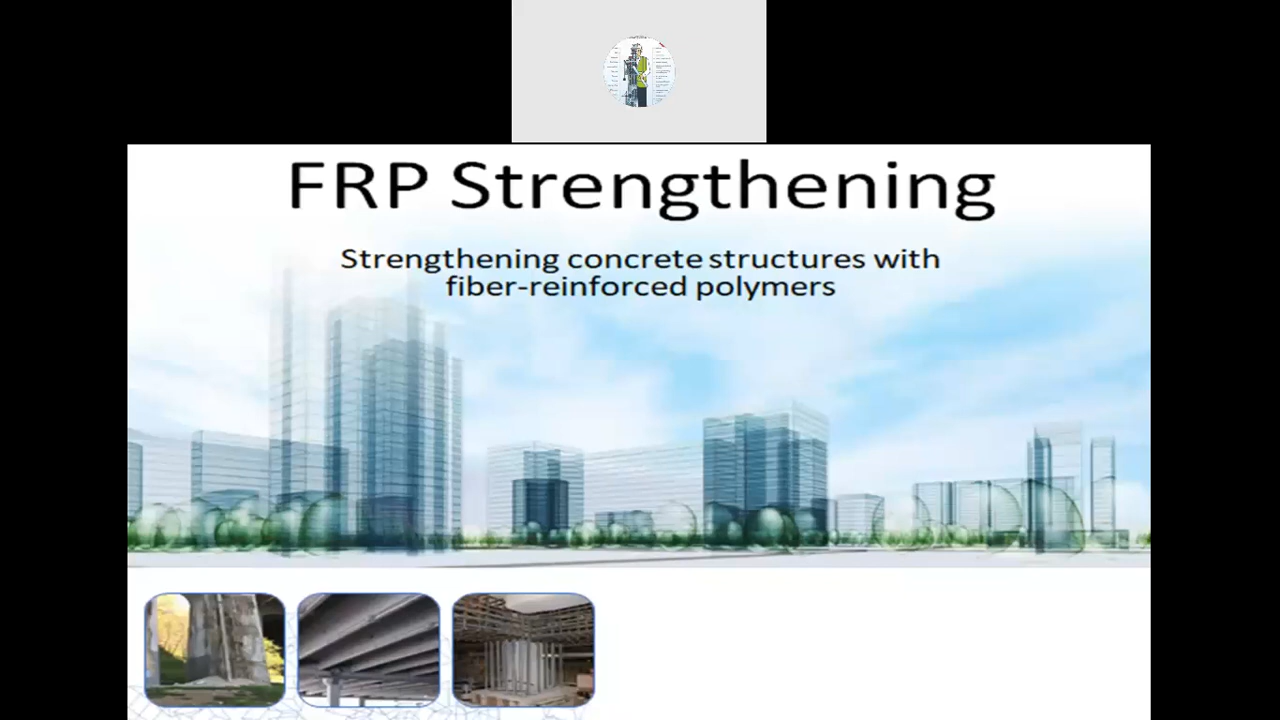 FRP Strengthening
Strengthening concrete structures with
fiber-reinforced polymers